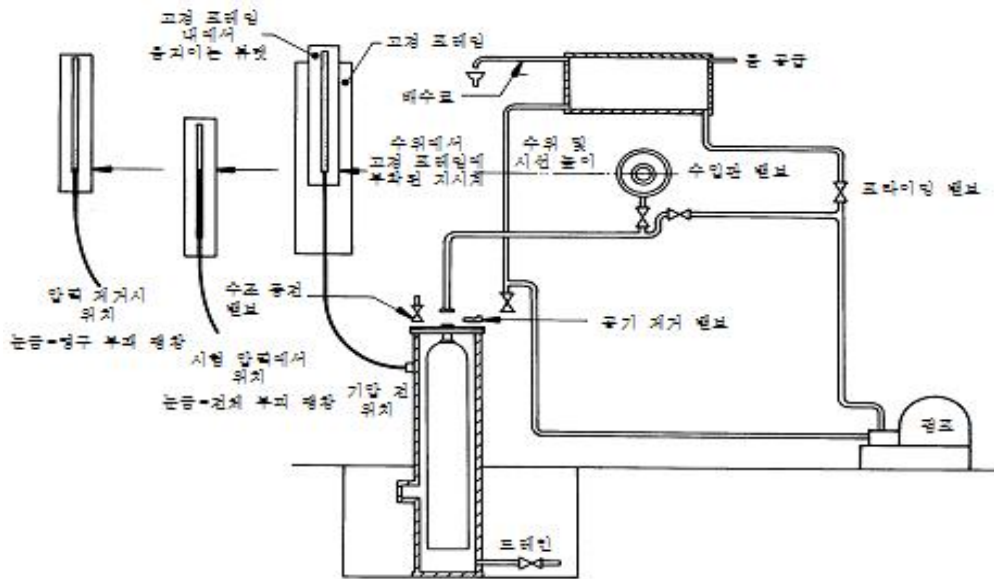 고정 프레임
내에서
움직이는 뷰렛
고정 프레임
물 공급
배수로
수위에서
고정 프레임에
부착된 지시계
수위 및
시선 높이
수입관 밸브
프라이밍 밸브
압력 제거시
위치
눈금=영구 부피 팽창
시험 압력에서
위치
눈금=전체 부피 팽창
수조 충전
밸브
공기 제거 밸브
기압 전
위치
펌프
드레인